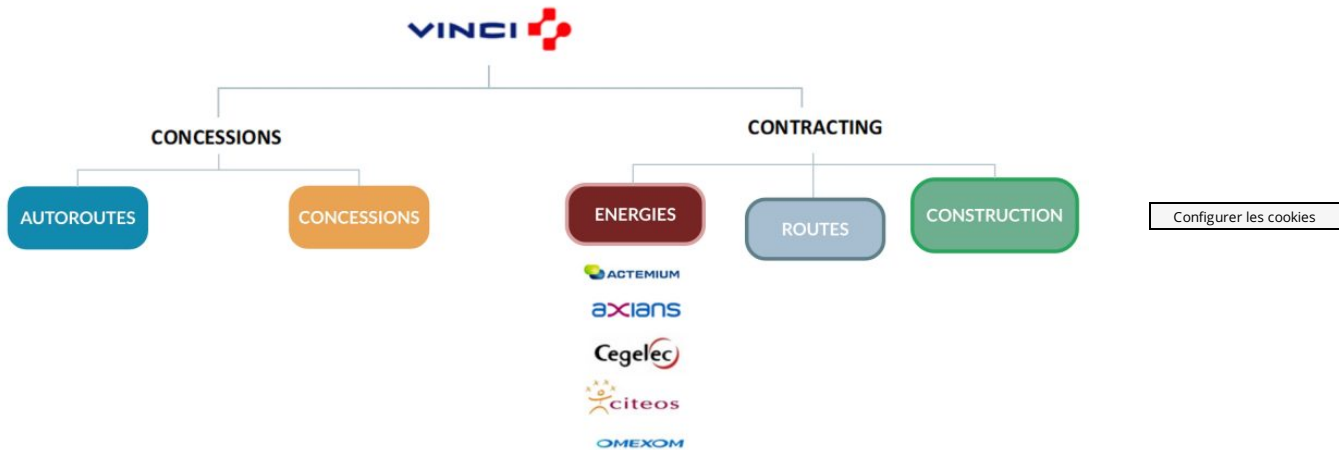 VINCI
CONCESSIONS
CONTRACTING
AUTOROUTES
CONCESSIONS
ENERGIES
ROUTES
CONSTRUCTION
Configurer les cookies
ACTEMIUM
axians
Cegelec
citeos
OMEXOM